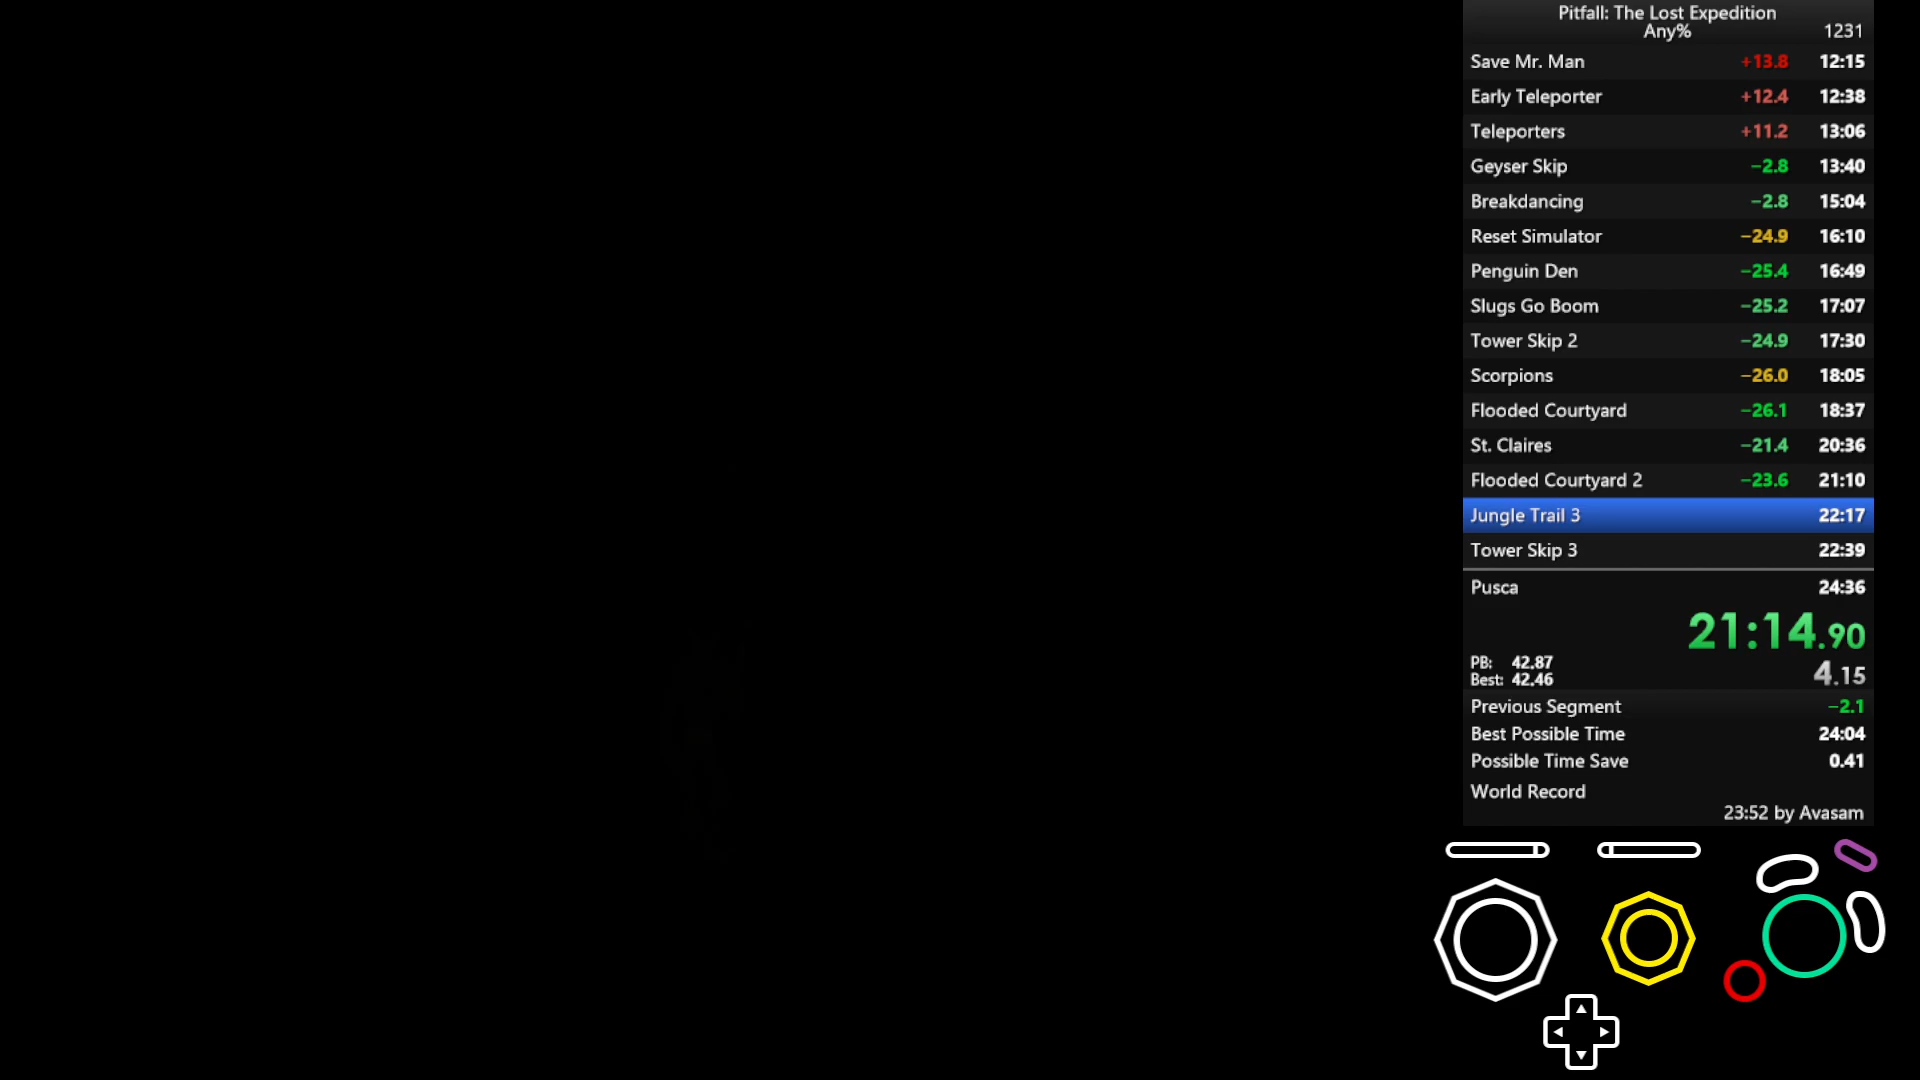 Pitfall: The Lost Expedition
Any% 1231
Save Mr. Man +13.8 12:15
Early Teleporter +12.4 12:38
Teleporters +11.2 13:06
Geyser Skip −2.8 13:40
Breakdancing −2.8 15:04
Reset Simulator −24.9 16:10
Penguin Den −25.4 16:49
Slugs Go Boom −25.2 17:07
Tower Skip 2 −24.9 17:30
Scorpions −26.0 18:05
Flooded Courtyard −26.1 18:37
St. Claires −21.4 20:36
Flooded Courtyard 2 −23.6 21:10
Jungle Trail 3 22:17
Tower Skip 3 22:39
Pusca 24:36
21:14.90
PB: 42.87
Best: 42.46 4.15
Previous Segment −2.1
Best Possible Time 24:04
Possible Time Save 0.41
World Record
23:52 by Avasam